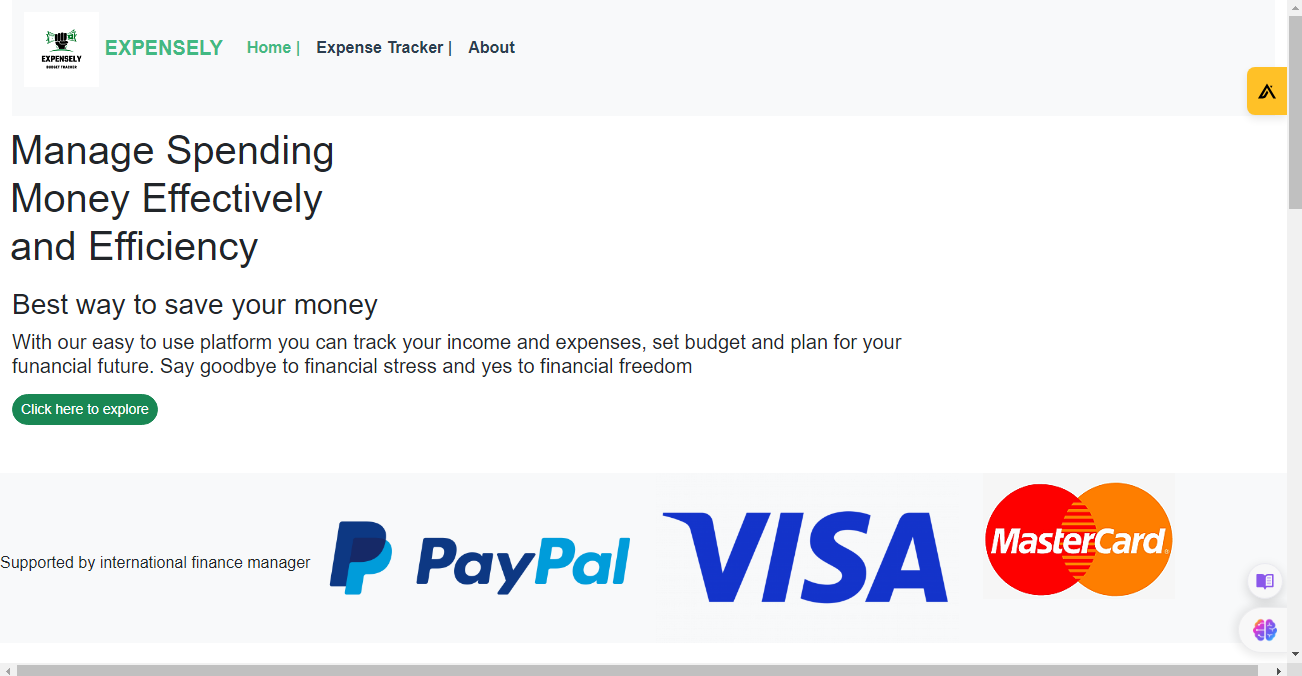 EXPENSELY
BUDGET TRACKER
EXPENSELY Home | Expense Tracker | About
Manage Spending
Money Effectively
and Efficiency
Best way to save your money
With our easy to use platform you can track your income and expenses, set budget and plan for your
funancial future. Say goodbye to financial stress and yes to financial freedom
Click here to explore
Supported by international finance manager
PayPal
VISA
MasterCard